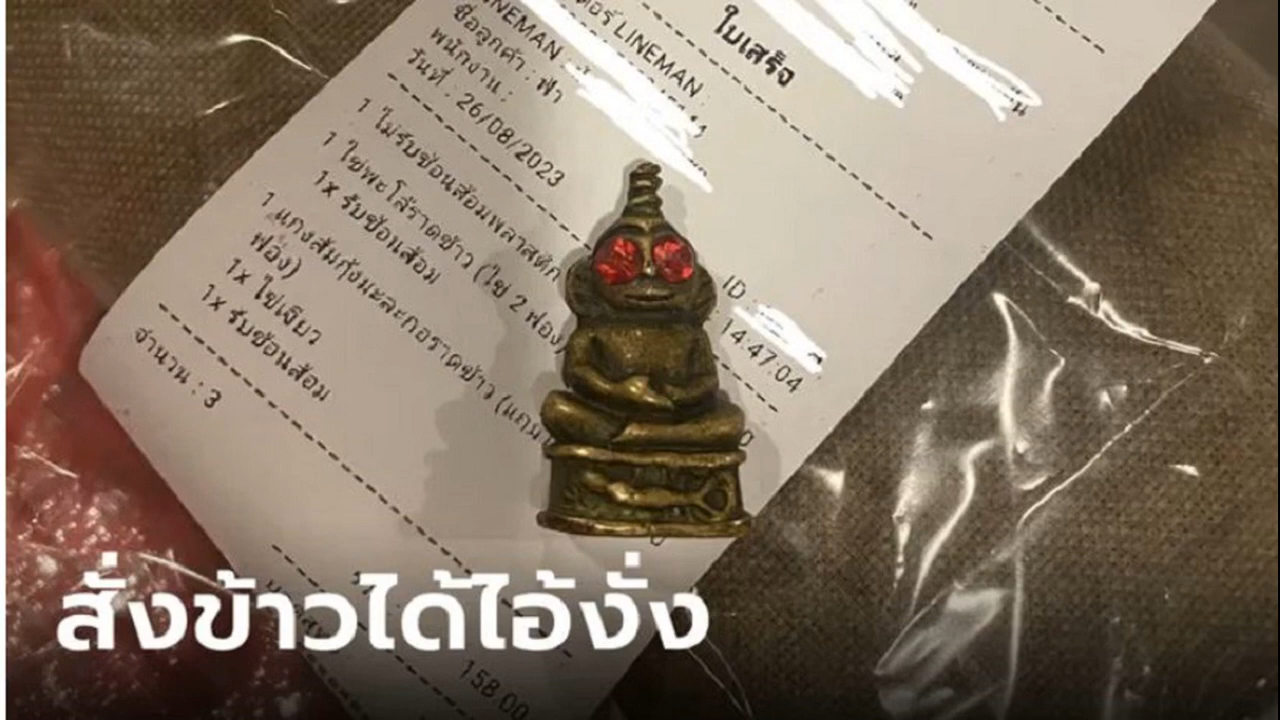 ใบเสร็จ
LINEMAN
LINEMAN :
ชื่อลูกค้า : ฟ้า
พนักงาน :
ID :
วันที่ : 26/08/2023
14:47:04
1 ไม่รับช้อนส้อมพลาสติก
1 ไข่พะโล้ราดข้าว (ไข่ 2 ฟอง)
1x รับช้อนส้อม
1 แกงส้มกุ้งมะละกอราดข้าว
1x ไข่เจียว
1x รับช้อนส้อม
จำนวน : 3
158.00
สั่งข้าวได้ไอ้งั่ง